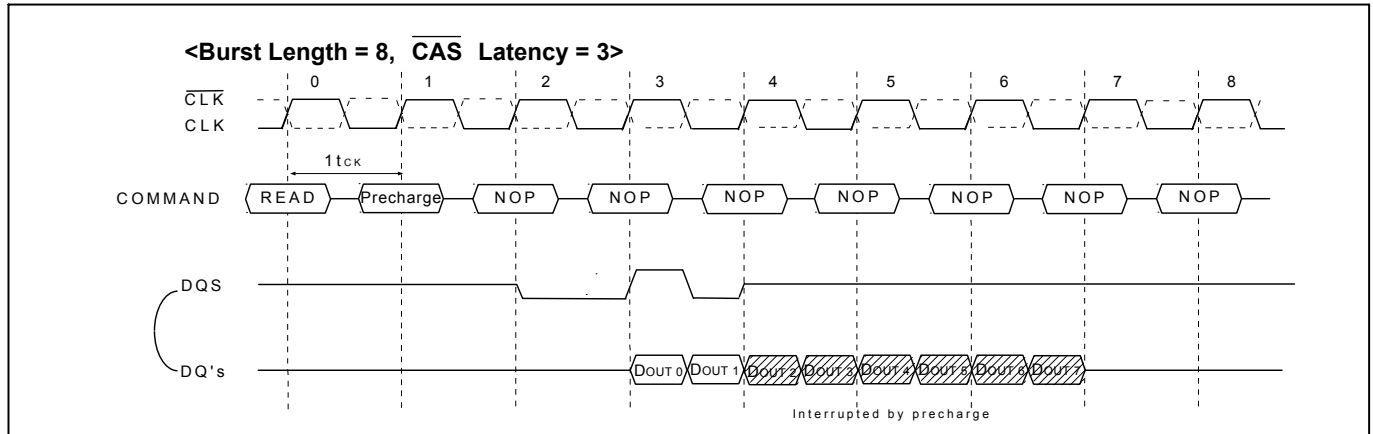 <Burst Length = 8, CAS Latency = 3>
0 1 2 3 4 5 6 7 8
CLK
CLK
1tCK
COMMAND READ Precharge NOP NOP NOP NOP NOP NOP NOP
DQS
DQ's DOUT 0 DOUT 1 DOUT 2 DOUT 3 DOUT 4 DOUT 5 DOUT 6 DOUT 7
Interrupted by precharge